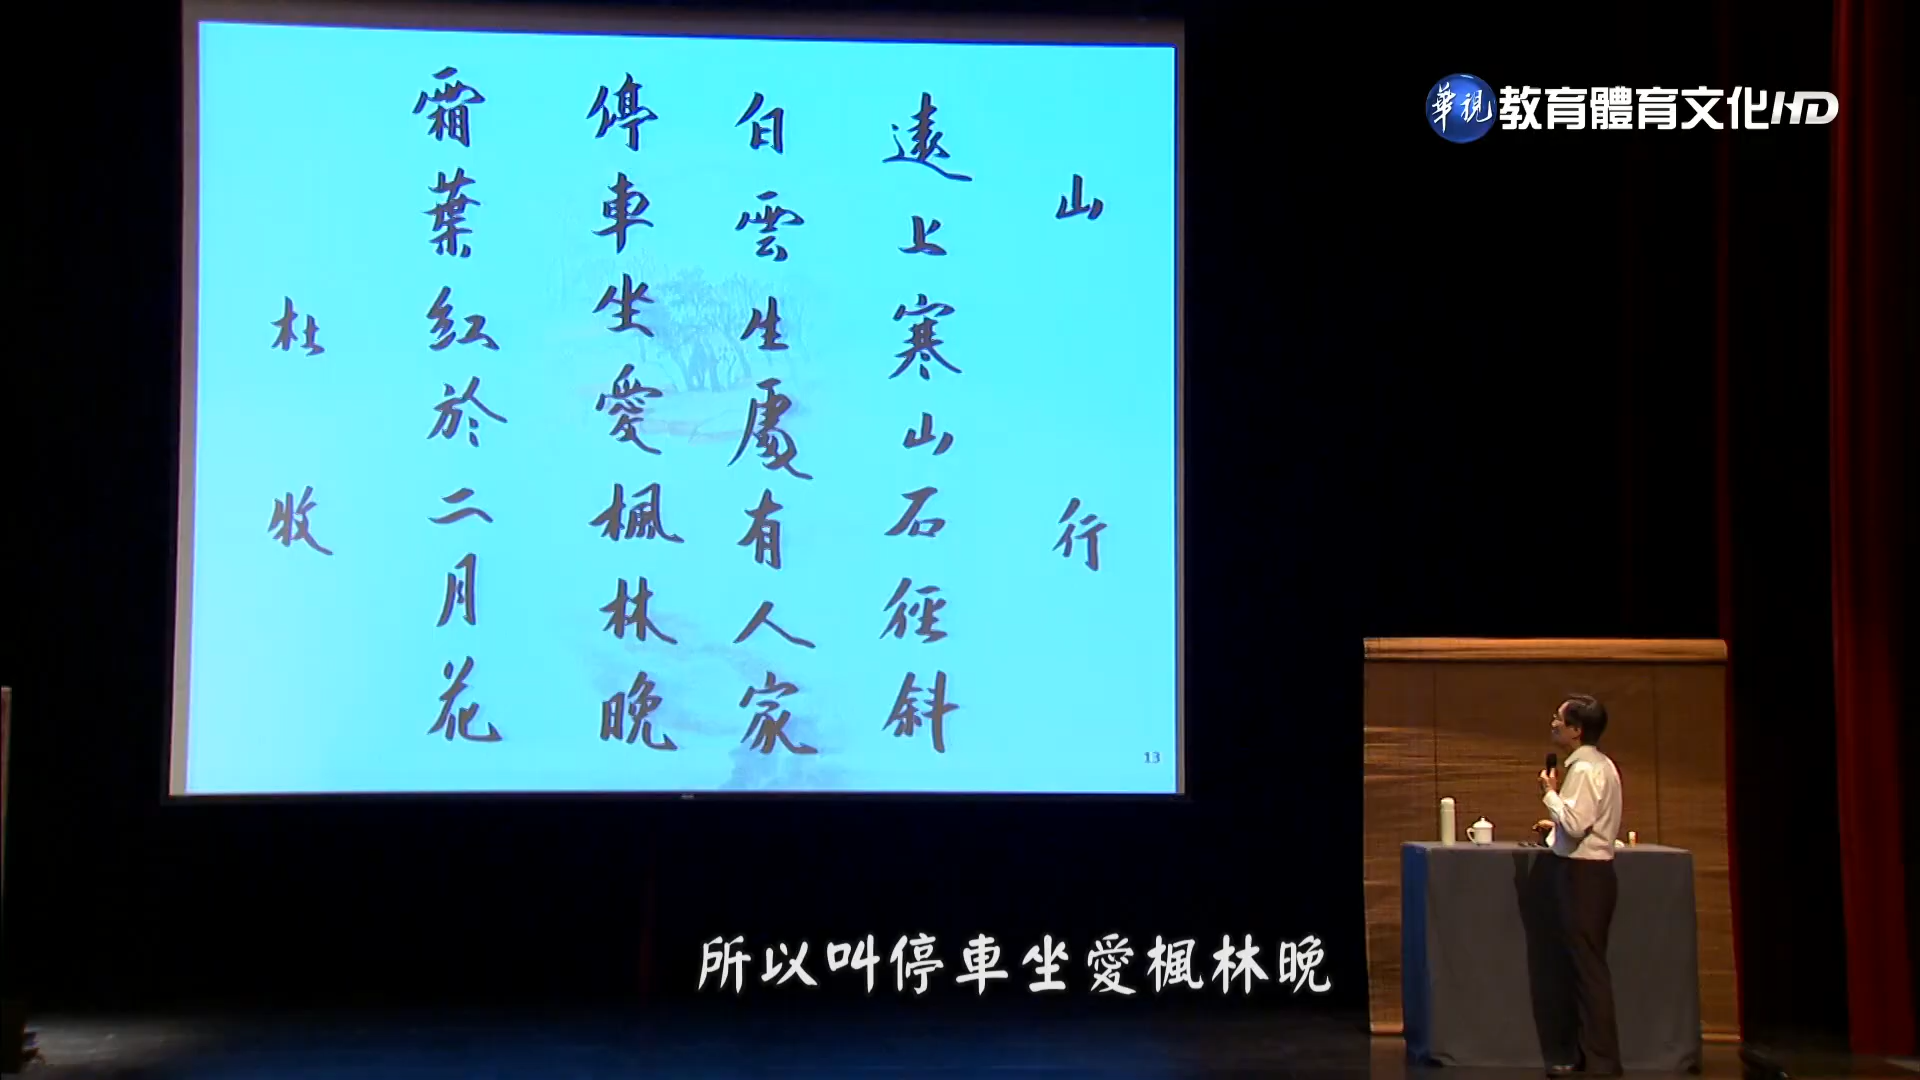 山行
遠上寒山石徑斜
白雲生處有人家
停車坐愛楓林晚
霜葉紅於二月花
杜牧
13
華視 教育體育文化HD
所以叫停車坐愛楓林晚